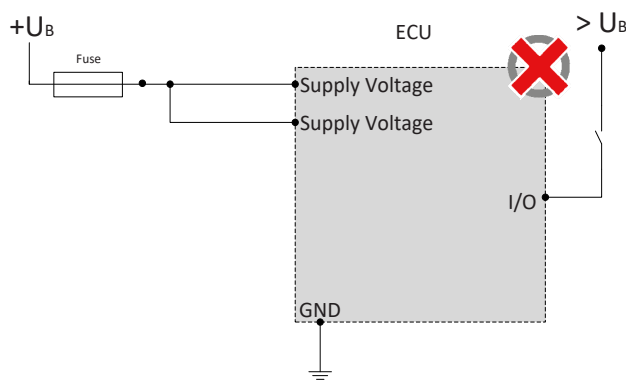 +UB
ECU
> UB
Fuse
Supply Voltage
Supply Voltage
I/O
GND